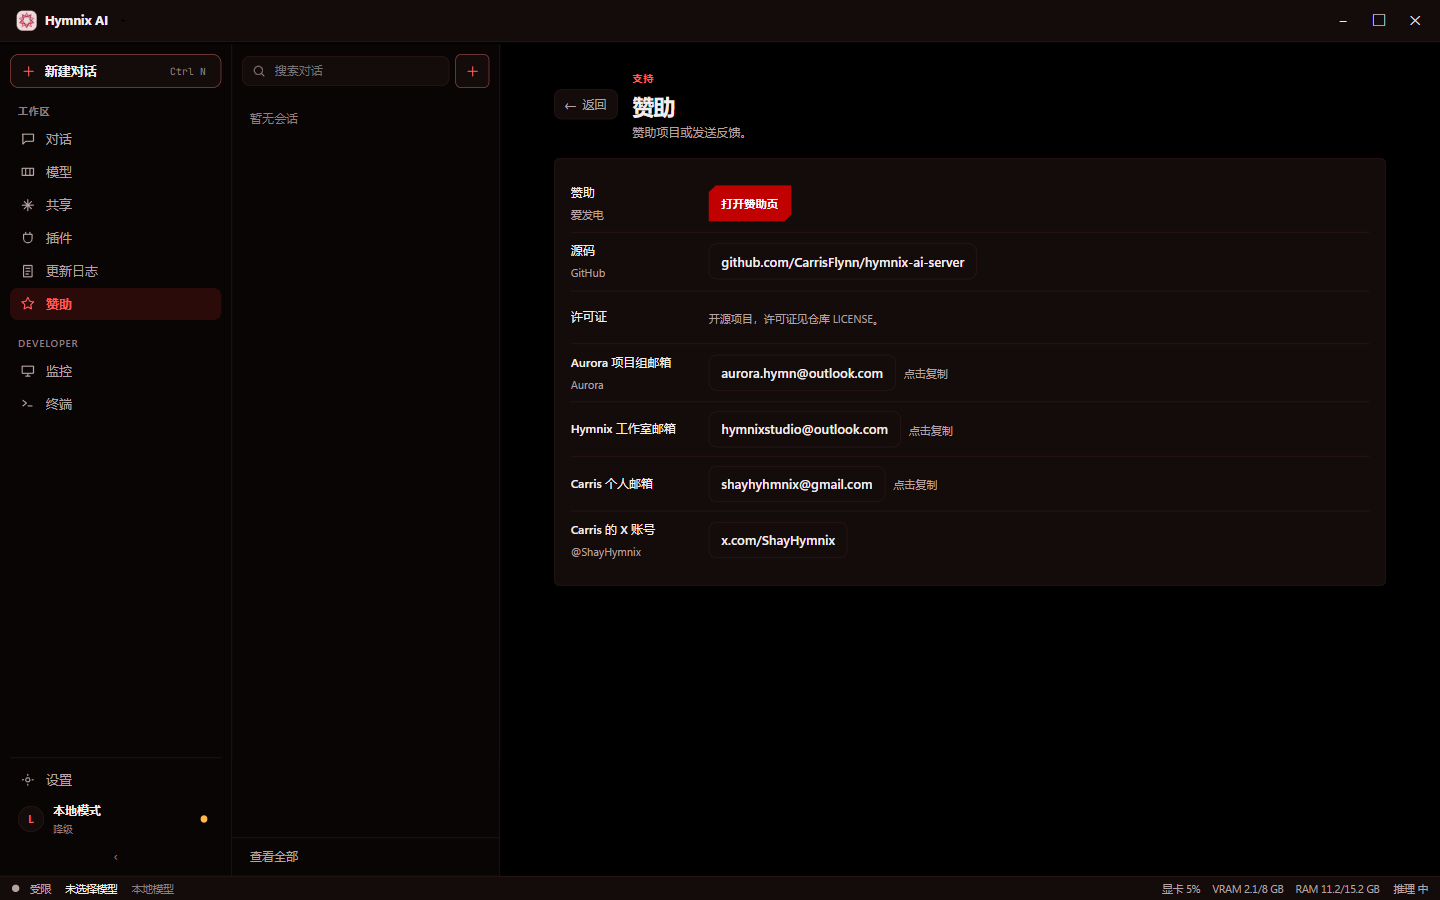 Hymnix AI
新建对话 Ctrl N
工作区
对话
模型
共享
插件
更新日志
赞助
DEVELOPER
监控
终端
设置
L
本地模式
降级
搜索对话
暂无会话
查看全部
← 返回
支持
赞助
赞助项目或发送反馈。
赞助
爱发电
打开赞助页
源码
GitHub
github.com/CarrisFlynn/hymnix-ai-server
许可证
开源项目，许可证见仓库 LICENSE。
Aurora 项目组邮箱
Aurora
aurora.hymn@outlook.com 点击复制
Hymnix 工作室邮箱
hymnixstudio@outlook.com 点击复制
Carris 个人邮箱
shayhyhmnix@gmail.com 点击复制
Carris 的 X 账号
@ShayHymnix
x.com/ShayHymnix
受限 未选择模型 本地模型
显卡 5% VRAM 2.1/8 GB RAM 11.2/15.2 GB 推理 中